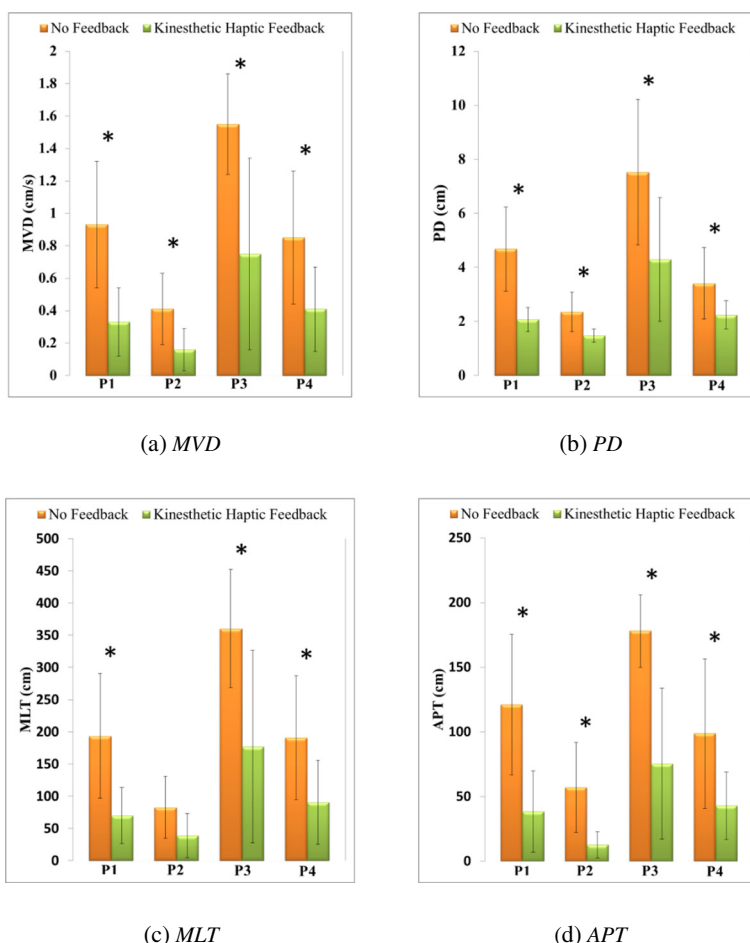 No Feedback Kinesthetic Haptic Feedback
2
1.8
1.6
1.4
1.2
1
0.8
0.6
0.4
0.2
0
MVD (cm/s)
* * * *
P1 P2 P3 P4
(a) MVD
No Feedback Kinesthetic Haptic Feedback
12
10
8
6
4
2
0
PD (cm)
* * * *
P1 P2 P3 P4
(b) PD
No Feedback Kinesthetic Haptic Feedback
500
450
400
350
300
250
200
150
100
50
0
MLT (cm)
* * *
P1 P2 P3 P4
(c) MLT
No Feedback Kinesthetic Haptic Feedback
250
200
150
100
50
0
APT (cm)
* * * *
P1 P2 P3 P4
(d) APT